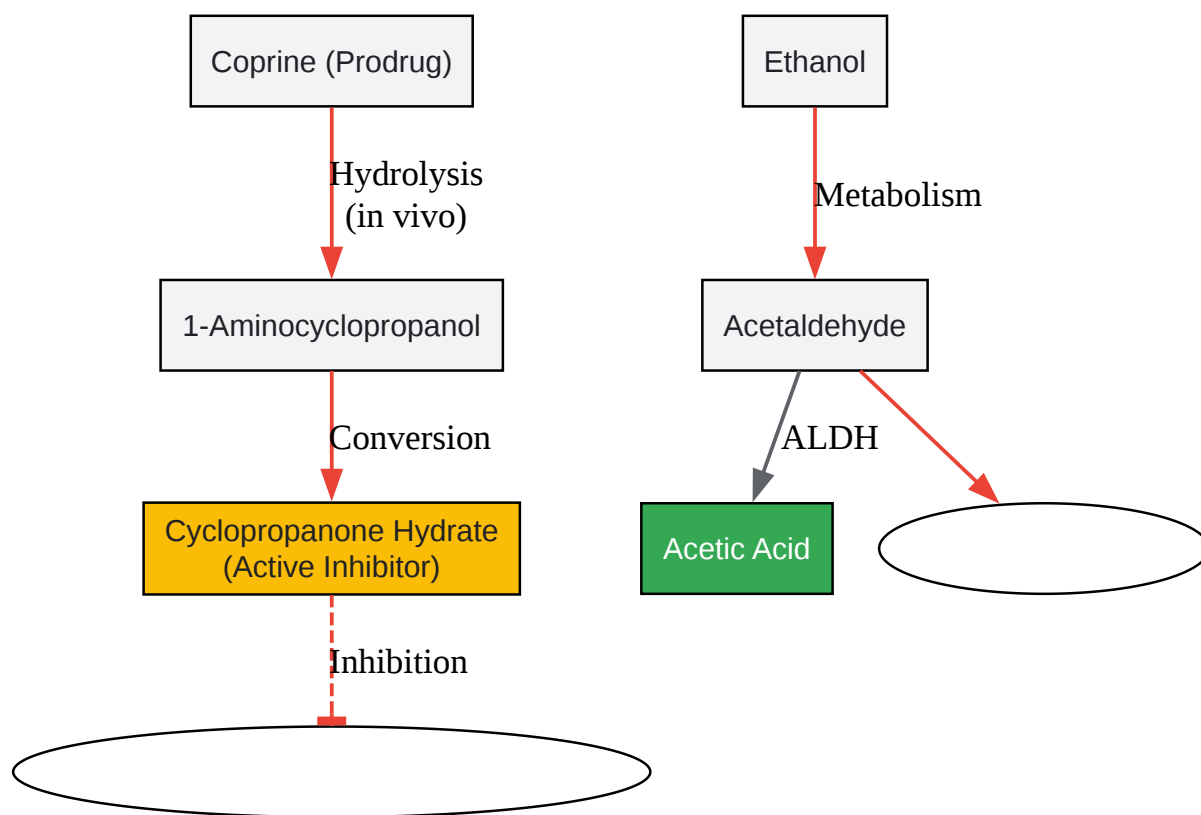 Coprine (Prodrug)
Ethanol
Hydrolysis
(in vivo)
Metabolism
1-Aminocyclopropanol
Acetaldehyde
Conversion
ALDH
Cyclopropanone Hydrate
(Active Inhibitor)
Acetic Acid
Inhibition